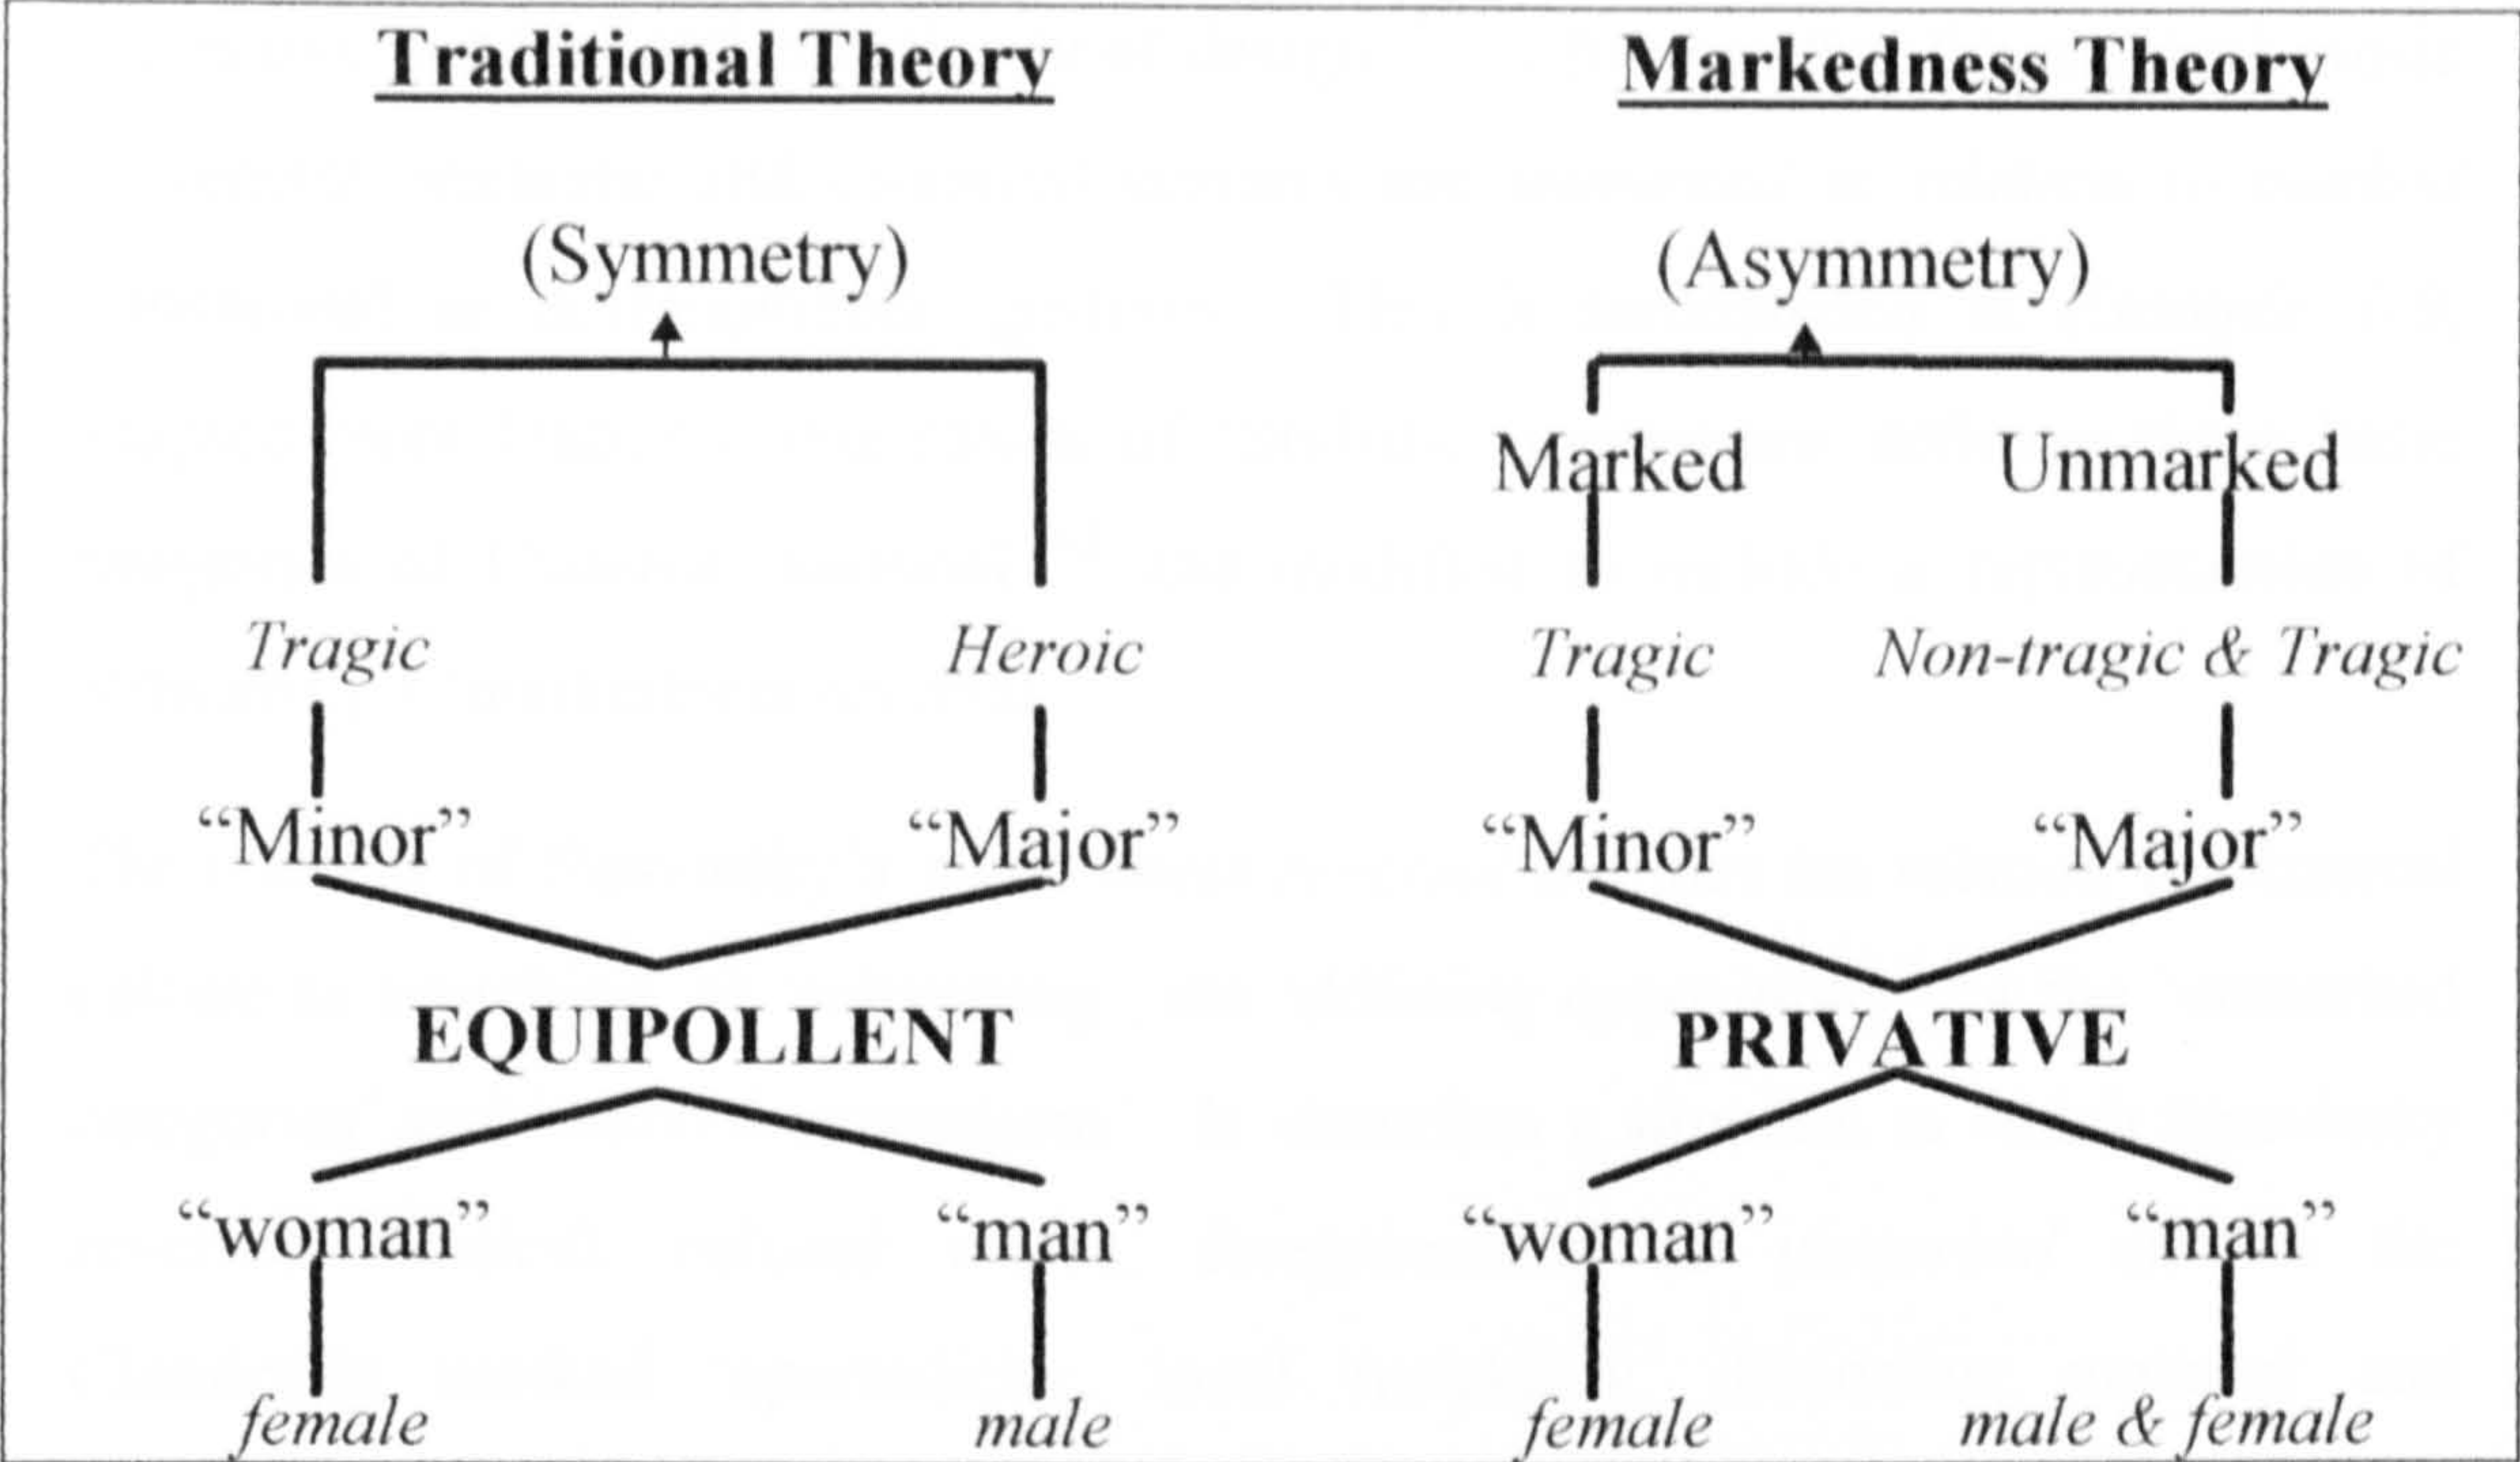 Traditional Theory Markedness Theory
(Symmetry) (Asymmetry)
Marked Unmarked
Tragic Heroic Tragic Non-tragic & Tragic
“Minor” “Major” “Minor” “Major”
EQUIPOLLENT PRIVATIVE
“woman” “man” “woman” “man”
female male female male & female